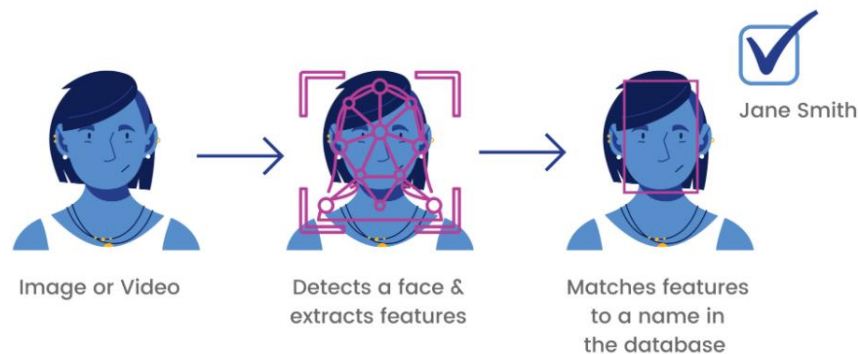 Jane Smith
Image or Video
Detects a face &
extracts features
Matches features
to a name in
the database